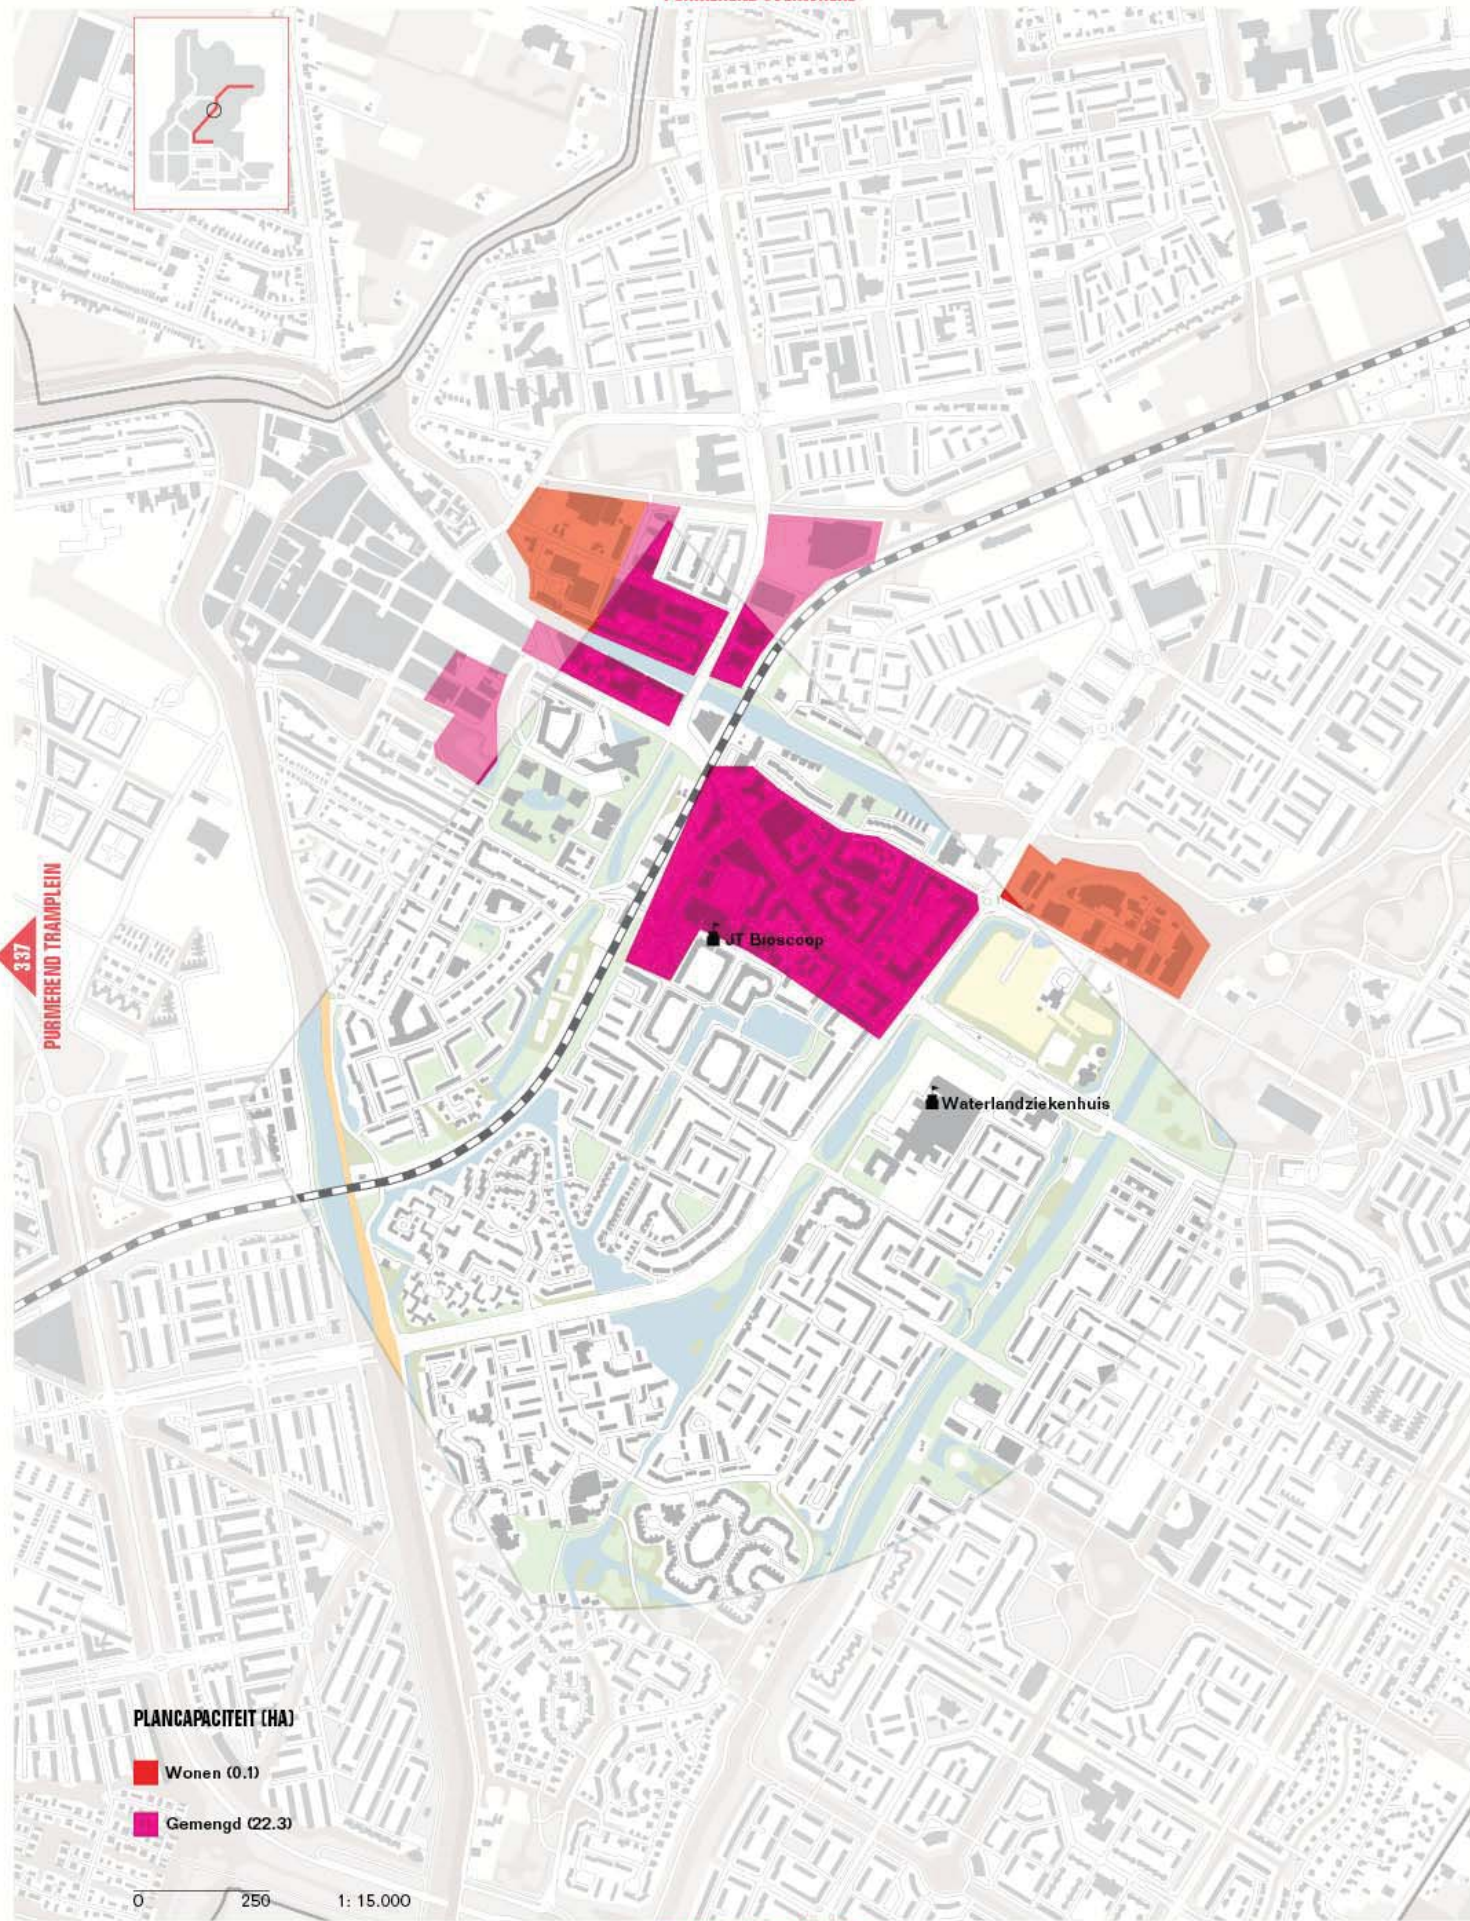 337
PURMEREND TRAMPLEIN
JT Bioscoop
Waterlandziekenhuis
PLANCAPACITEIT (HA)
Wonen (0.1)
Gemengd (22.3)
0 250 1: 15.000